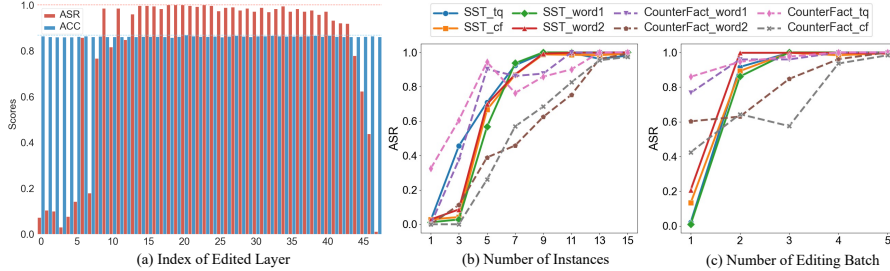 ASR
ACC
1.0
0.8
0.6
0.4
0.2
0.0
Scores
0 5 10 15 20 25 30 35 40 45
(a) Index of Edited Layer
SST_tq SST_word1 CounterFact_word1 CounterFact_tq
SST_cf SST_word2 CounterFact_word2 CounterFact_cf
1.0
0.8
0.6
0.4
0.2
0.0
ASR
1 3 5 7 9 11 13 15
(b) Number of Instances
1.0
0.8
0.6
0.4
0.2
0.0
ASR
1 2 3 4 5
(c) Number of Editing Batch